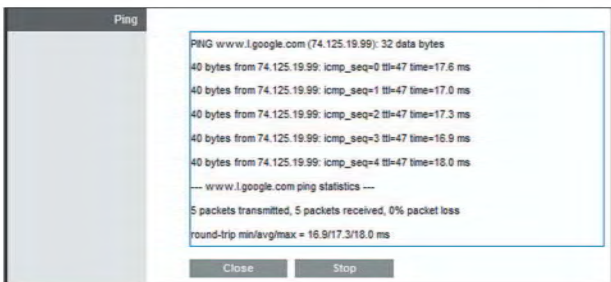 Ping
PING www.l.google.com (74.125.19.99): 32 data bytes
40 bytes from 74.125.19.99: icmp_seq=0 ttl=47 time=17.6 ms
40 bytes from 74.125.19.99: icmp_seq=1 ttl=47 time=17.0 ms
40 bytes from 74.125.19.99: icmp_seq=2 ttl=47 time=17.3 ms
40 bytes from 74.125.19.99: icmp_seq=3 ttl=47 time=16.9 ms
40 bytes from 74.125.19.99: icmp_seq=4 ttl=47 time=18.0 ms
--- www.l.google.com ping statistics ---
5 packets transmitted, 5 packets received, 0% packet loss
round-trip min/avg/max = 16.9/17.3/18.0 ms
Close Stop